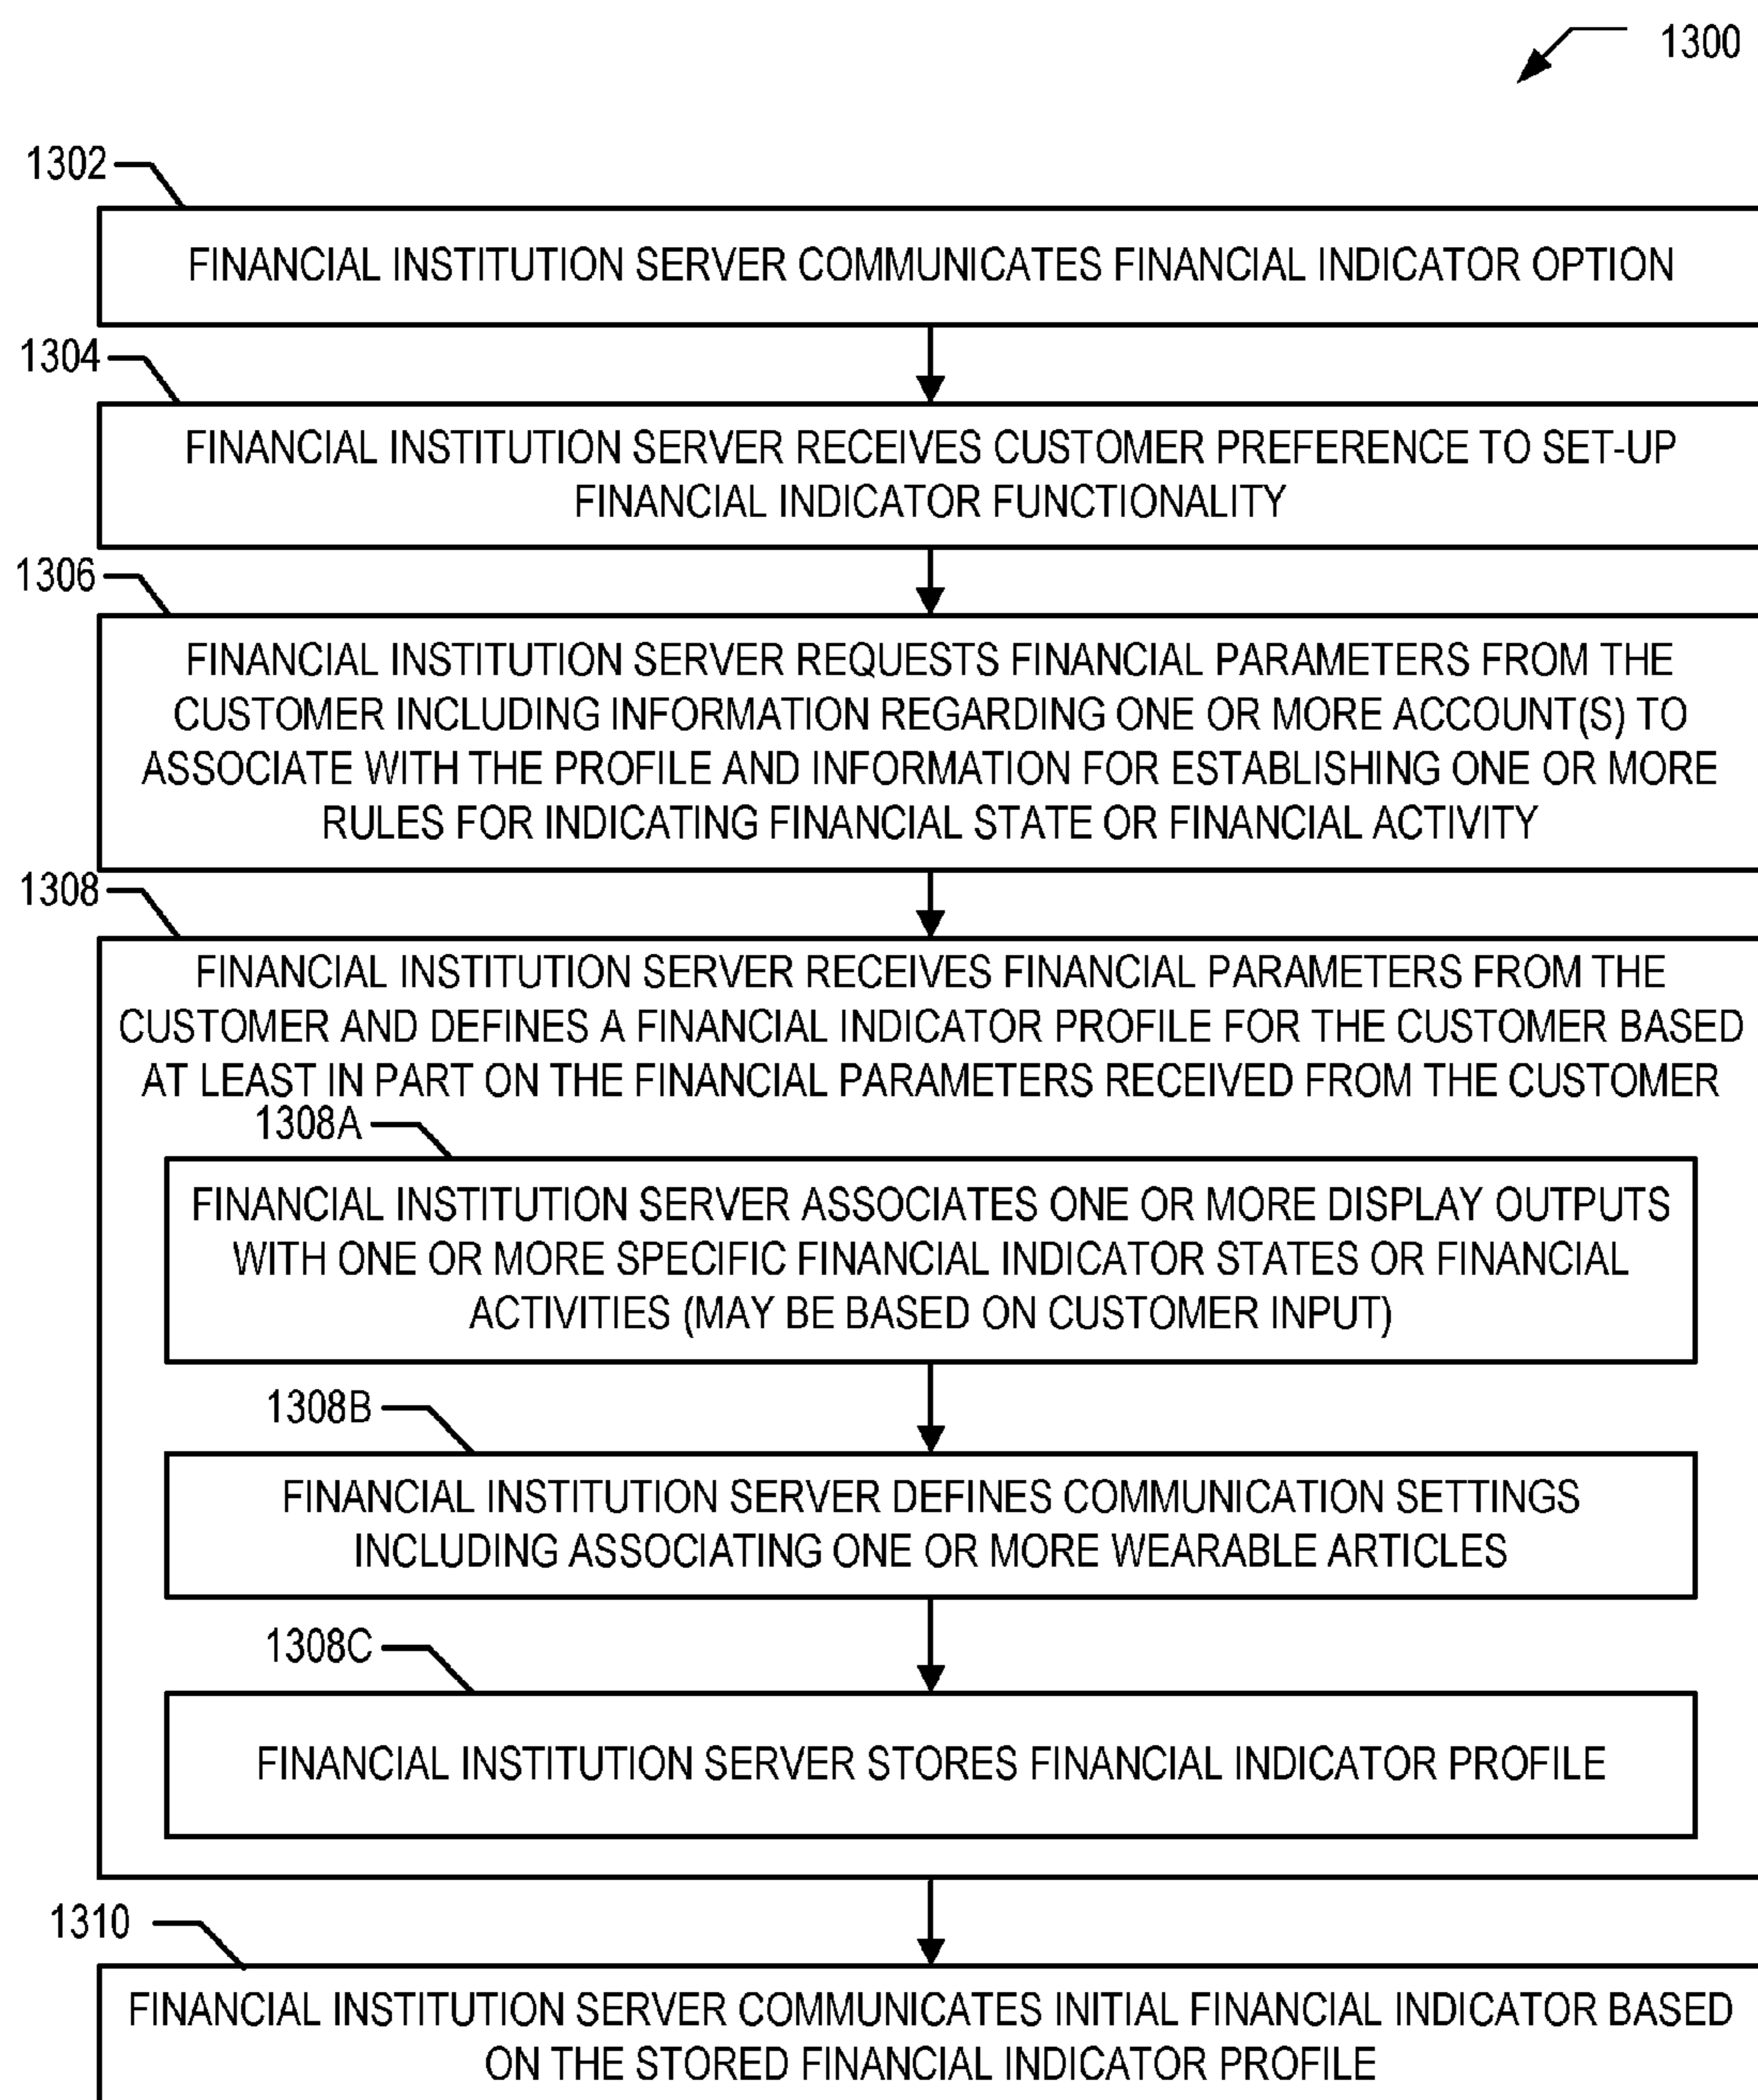 1300
1302
FINANCIAL INSTITUTION SERVER COMMUNICATES FINANCIAL INDICATOR OPTION
1304
FINANCIAL INSTITUTION SERVER RECEIVES CUSTOMER PREFERENCE TO SET-UP
FINANCIAL INDICATOR FUNCTIONALITY
1306
FINANCIAL INSTITUTION SERVER REQUESTS FINANCIAL PARAMETERS FROM THE
CUSTOMER INCLUDING INFORMATION REGARDING ONE OR MORE ACCOUNT(S) TO
ASSOCIATE WITH THE PROFILE AND INFORMATION FOR ESTABLISHING ONE OR MORE
RULES FOR INDICATING FINANCIAL STATE OR FINANCIAL ACTIVITY
1308
FINANCIAL INSTITUTION SERVER RECEIVES FINANCIAL PARAMETERS FROM THE
CUSTOMER AND DEFINES A FINANCIAL INDICATOR PROFILE FOR THE CUSTOMER BASED
AT LEAST IN PART ON THE FINANCIAL PARAMETERS RECEIVED FROM THE CUSTOMER
1308A
FINANCIAL INSTITUTION SERVER ASSOCIATES ONE OR MORE DISPLAY OUTPUTS
WITH ONE OR MORE SPECIFIC FINANCIAL INDICATOR STATES OR FINANCIAL
ACTIVITIES (MAY BE BASED ON CUSTOMER INPUT)
1308B
FINANCIAL INSTITUTION SERVER DEFINES COMMUNICATION SETTINGS
INCLUDING ASSOCIATING ONE OR MORE WEARABLE ARTICLES
1308C
FINANCIAL INSTITUTION SERVER STORES FINANCIAL INDICATOR PROFILE
1310
FINANCIAL INSTITUTION SERVER COMMUNICATES INITIAL FINANCIAL INDICATOR BASED
ON THE STORED FINANCIAL INDICATOR PROFILE